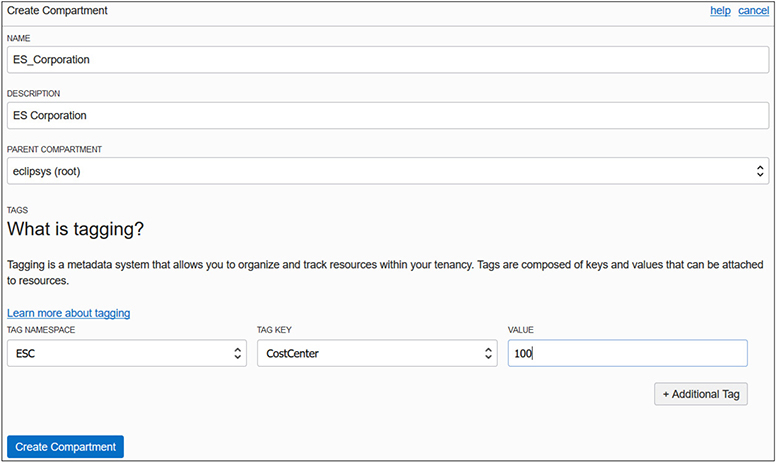 Create Compartment help cancel
NAME
ES_Corporation
DESCRIPTION
ES Corporation
PARENT COMPARTMENT
eclipsys (root)
TAGS
What is tagging?
Tagging is a metadata system that allows you to organize and track resources within your tenancy. Tags are composed of keys and values that can be attached
to resources.
Learn more about tagging
TAG NAMESPACE TAG KEY VALUE
ESC CostCenter 100
+ Additional Tag
Create Compartment